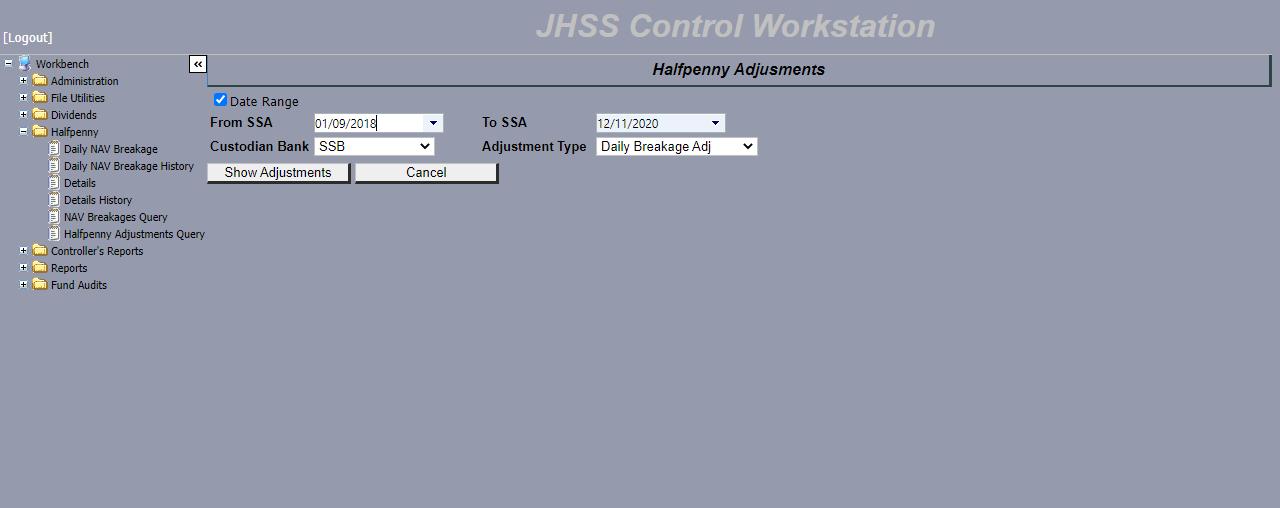 JHSS Control Workstation
[Logout]
Workbench
Administration
File Utilities
Dividends
Halfpenny
Daily NAV Breakage
Daily NAV Breakage History
Details
Details History
NAV Breakages Query
Halfpenny Adjustments Query
Controller's Reports
Reports
Fund Audits
«
Halfpenny Adjusments
Date Range
From SSA 01/09/2018 To SSA 12/11/2020
Custodian Bank SSB Adjustment Type Daily Breakage Adj
Show Adjustments Cancel